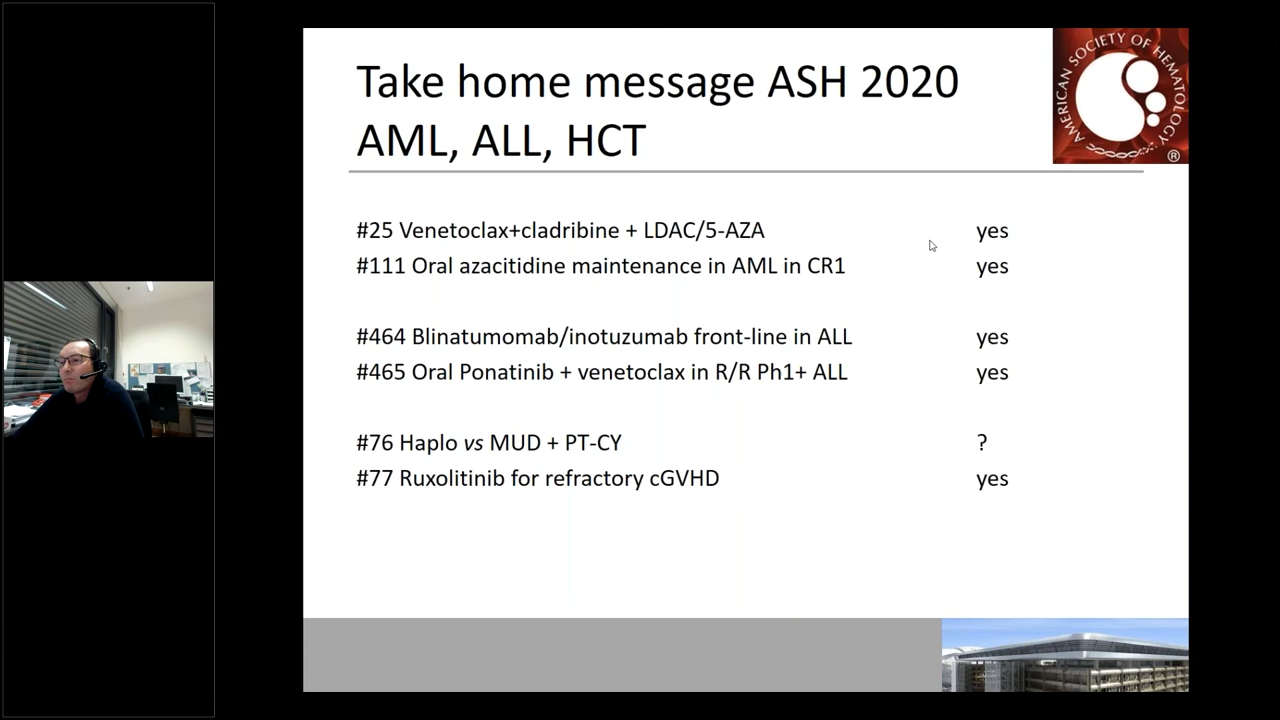 Take home message ASH 2020
AML, ALL, HCT
AMERICAN SOCIETY OF HEMATOLOGY
®
#25 Venetoclax+cladribine + LDAC/5-AZA yes
#111 Oral azacitidine maintenance in AML in CR1 yes
#464 Blinatumomab/inotuzumab front-line in ALL yes
#465 Oral Ponatinib + venetoclax in R/R Ph1+ ALL yes
#76 Haplo vs MUD + PT-CY ?
#77 Ruxolitinib for refractory cGVHD yes